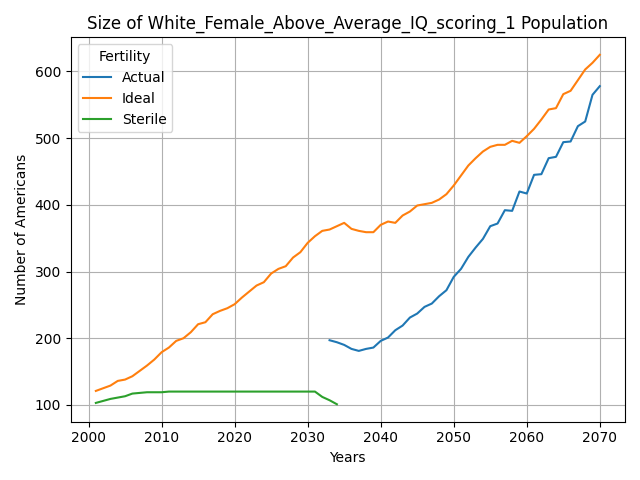 Size of White_Female_Above_Average_IQ_scoring_1 Population
Fertility
Actual
Ideal
Sterile
Number of Americans
600
500
400
300
200
100
2000 2010 2020 2030 2040 2050 2060 2070
Years